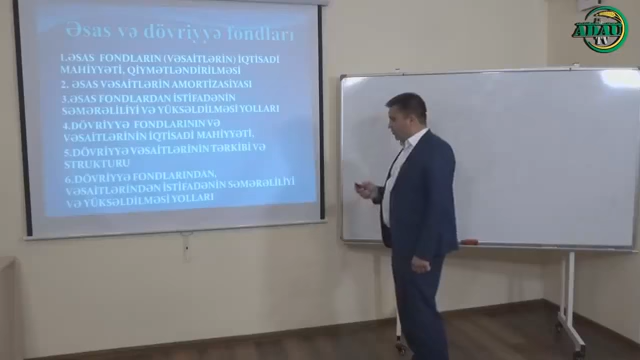 ADAU
TV
Əsas və dövriyyə fondları
1.ƏSAS FONDLARIN (VƏSAİTLƏRİN) İQTİSADİ
MAHİYYƏTİ, QİYMƏTLƏNDİRİLMƏSİ
2. ƏSAS VƏSAİTLƏRİN AMORTİZASİYASI
3.ƏSAS FONDLARDAN İSTİFADƏNİN
SƏMƏRƏLİLİYİ VƏ YÜKSƏLDİLMƏSİ YOLLARI
4.DÖVRİYYƏ FONDLARININ VƏ
VƏSAİTLƏRİNİN İQTİSADİ MAHİYYƏTİ,
5.DÖVRİYYƏ VƏSAİTLƏRİNİN TƏRKİBİ VƏ
STRUKTURU
6.DÖVRİYYƏ FONDLARINDAN,
VƏSAİTLƏRİNDƏN İSTİFADƏNİN SƏMƏRƏLİLİYİ
VƏ YÜKSƏLDİLMƏSİ YOLLARI